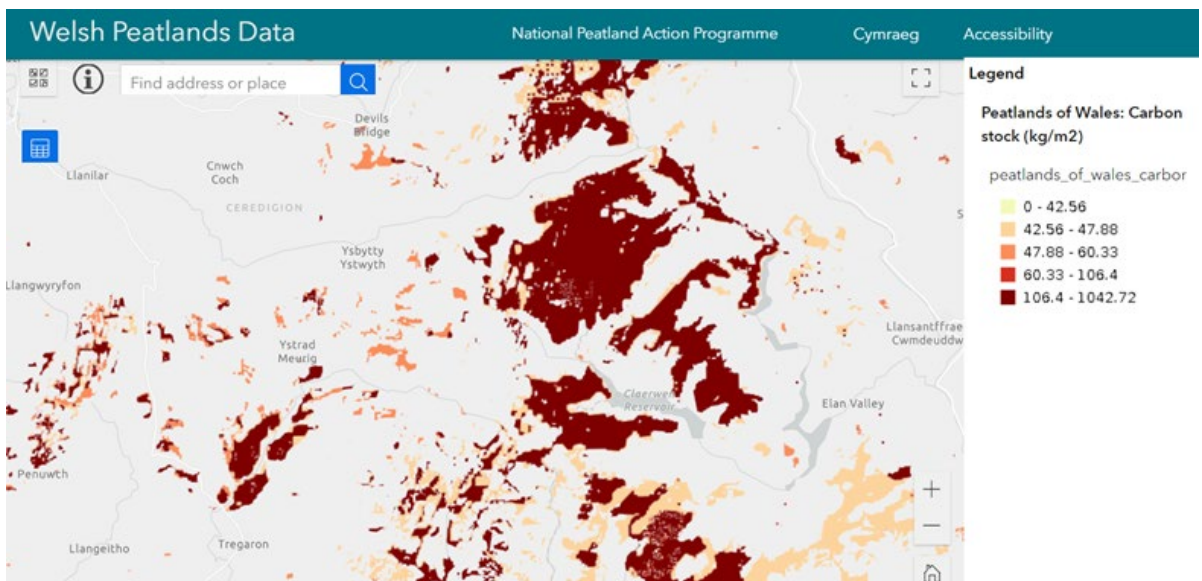 Welsh Peatlands Data
National Peatland Action Programme
Cymraeg
Accessibility
Find address or place
Legend
Peatlands of Wales: Carbon
stock (kg/m2)
peatlands_of_wales_carbor
0 - 42.56
42.56 - 47.88
47.88 - 60.33
60.33 - 106.4
106.4 - 1042.72
Devils
Bridge
Llanilar
Cnwch
Coch
CEREDIGION
Ysbytty
Ystwyth
Llangwyryfon
Ystrad
Meurig
Llansantffrae
Cwmdeuddw
Claerwen
Reservoir
Elan Valley
Penuwch
Llangeitho
Tregaron